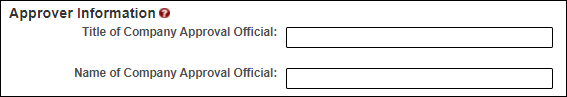 Approver Information
Title of Company Approval Official:
Name of Company Approval Official: